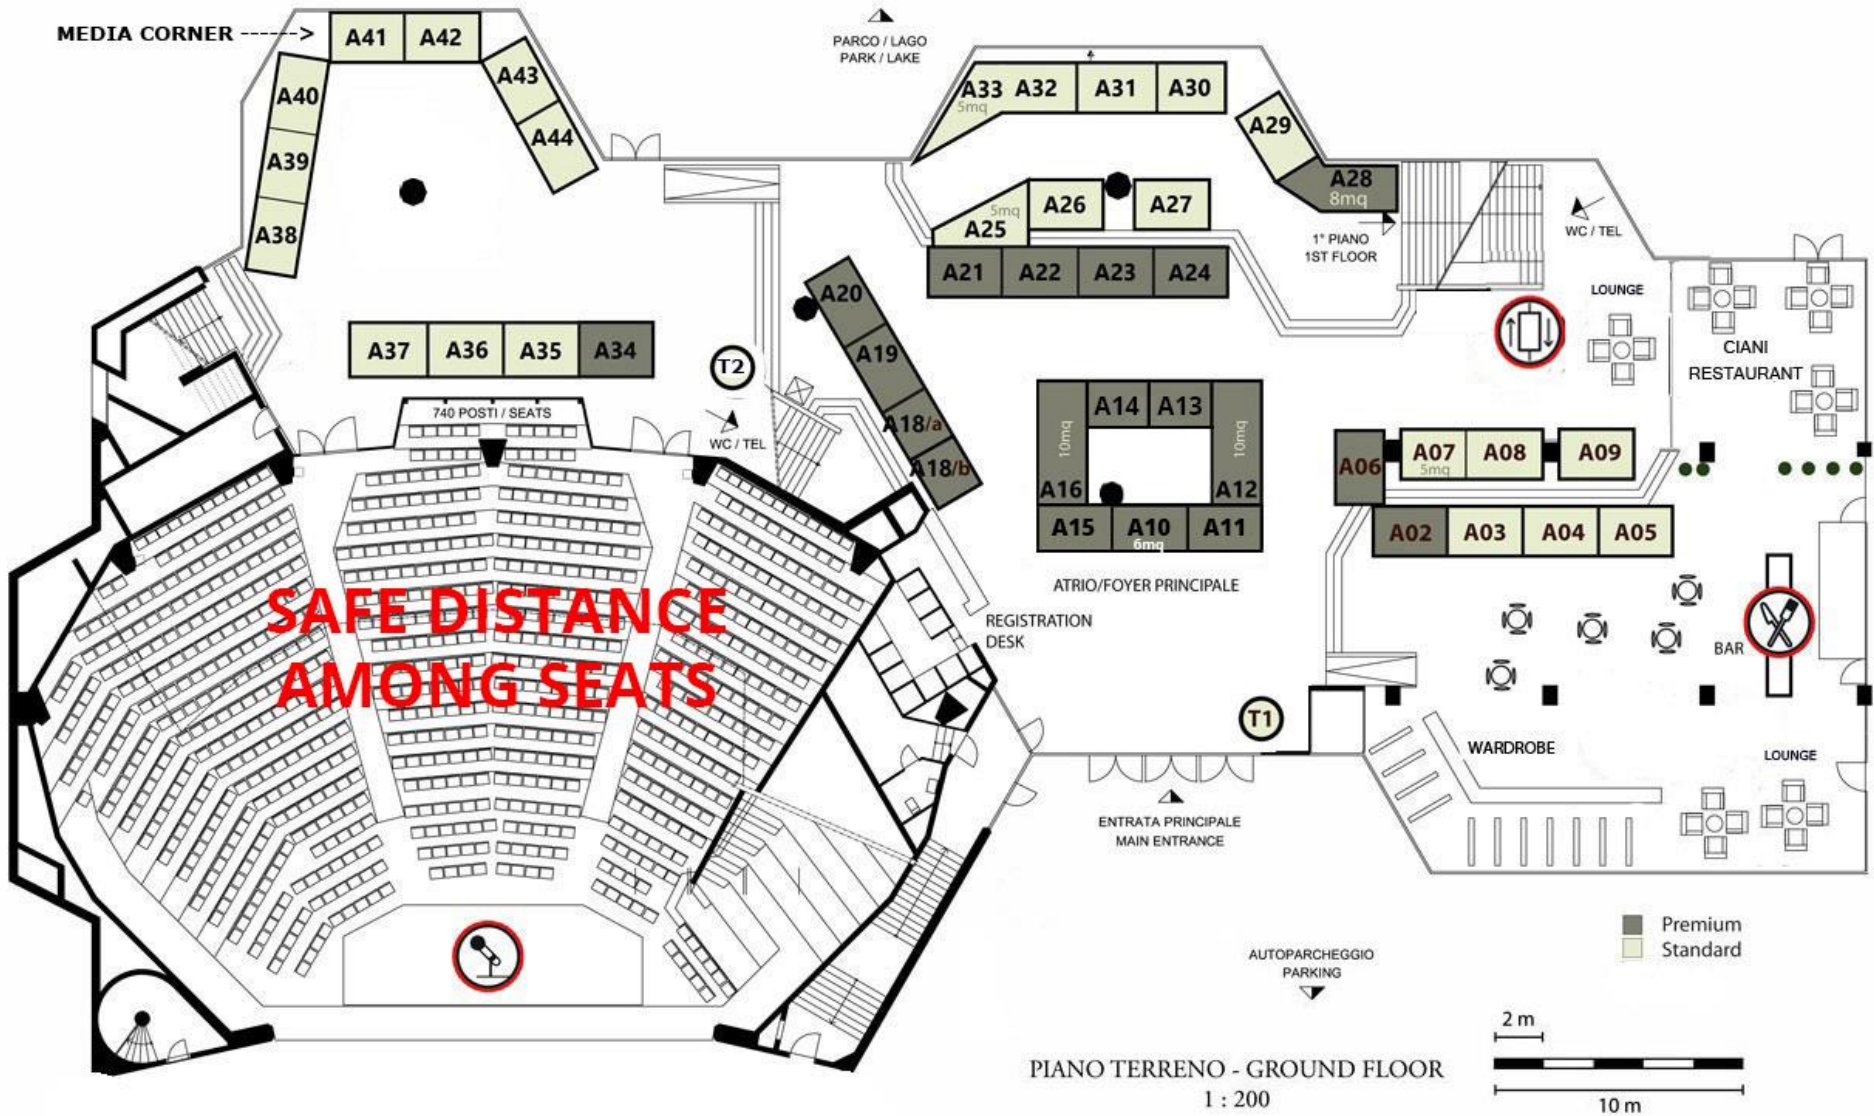 MEDIA CORNER ------>
A41 A42
A43
A44
A40
A39
A38
PARCO / LAGO
PARK / LAKE
A33 A32 A31 A30
5mq
A29
A28
8mq
1° PIANO
1ST FLOOR
WC / TEL
5mq
A26 A27
A25
A21 A22 A23 A24
A20
A19
A18/a
A18/b
A37 A36 A35 A34
T2
WC / TEL
740 POSTI / SEATS
LOUNGE
CIANI
RESTAURANT
A14 A13
10mq 10mq
A16 A12
A15 A10 A11
6mq
ATRIO/FOYER PRINCIPALE
A06 A07 A08 A09
5mq
A02 A03 A04 A05
SAFE DISTANCE
AMONG SEATS
REGISTRATION
DESK
BAR
T1
WARDROBE
LOUNGE
ENTRATA PRINCIPALE
MAIN ENTRANCE
Premium
Standard
AUTOPARCHEGGIO
PARKING
2 m
10 m
PIANO TERRENO - GROUND FLOOR
1 : 200